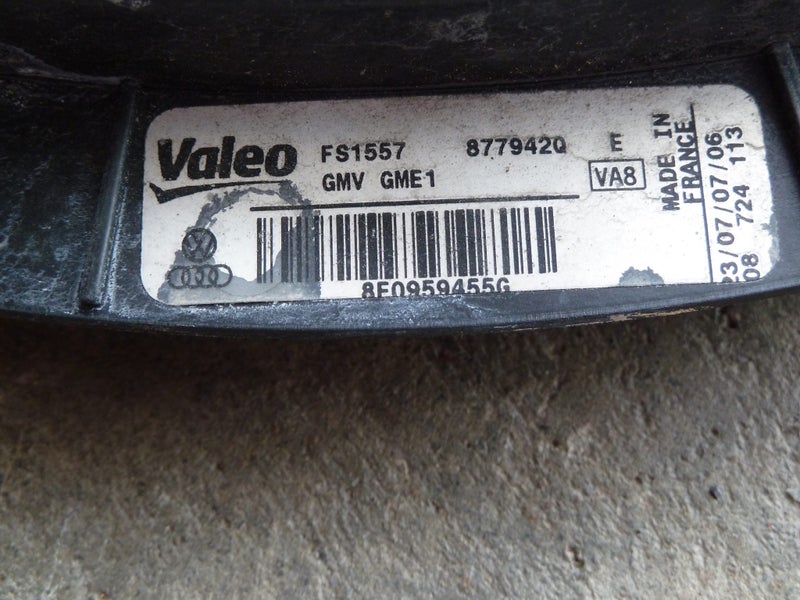 Valeo
FS1557 877942Q E
GMV GME1 VA8
8E0959455G
MADE IN
FRANCE
23/07/07/06
08 724 113